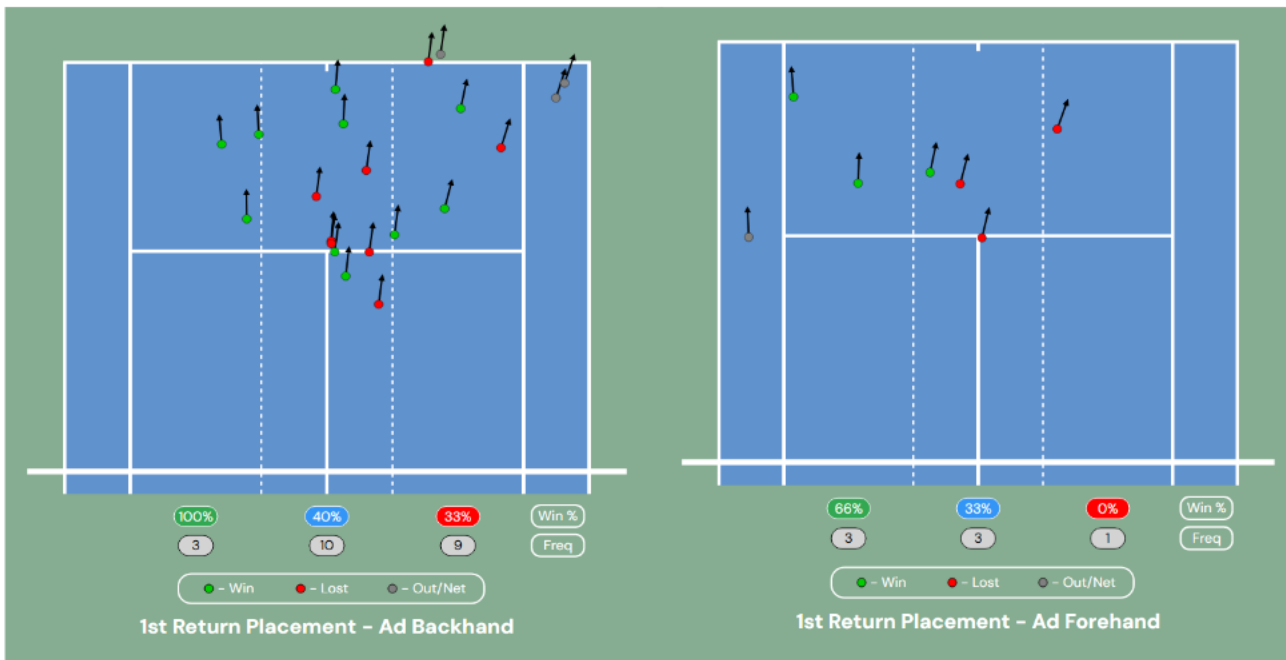 100% 40% 33% Win %
3 10 9 Freq
- Win - Lost - Out/Net
1st Return Placement - Ad Backhand
66% 33% 0% Win %
3 3 1 Freq
- Win - Lost - Out/Net
1st Return Placement - Ad Forehand